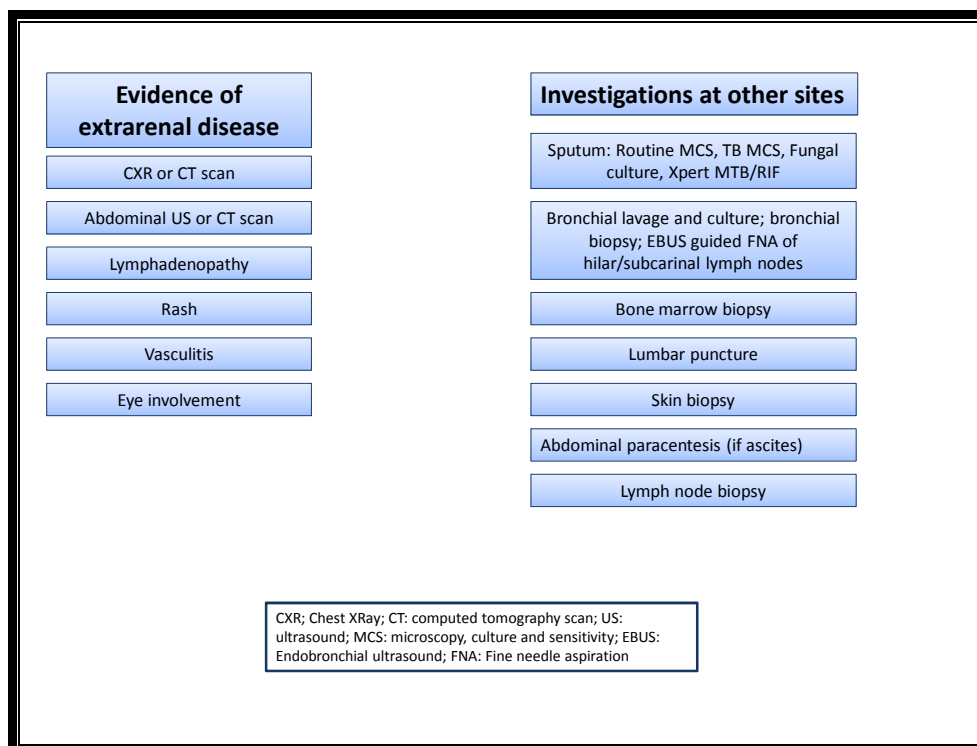 Evidence of
extrarenal disease
CXR or CT scan
Abdominal US or CT scan
Lymphadenopathy
Rash
Vasculitis
Eye involvement
Investigations at other sites
Sputum: Routine MCS, TB MCS, Fungal
culture, Xpert MTB/RIF
Bronchial lavage and culture; bronchial
biopsy; EBUS guided FNA of
hilar/subcarinal lymph nodes
Bone marrow biopsy
Lumbar puncture
Skin biopsy
Abdominal paracentesis (if ascites)
Lymph node biopsy
CXR; Chest XRay; CT: computed tomography scan; US:
ultrasound; MCS: microscopy, culture and sensitivity; EBUS:
Endobronchial ultrasound; FNA: Fine needle aspiration